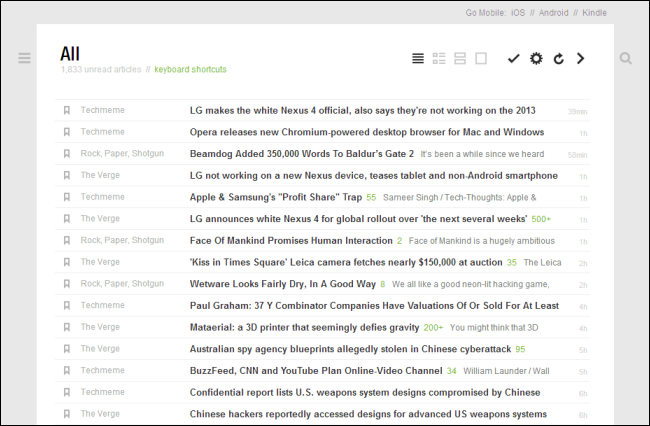 Go Mobile: iOS // Android // Kindle
All
1,833 unread articles // keyboard shortcuts
Techmeme LG makes the white Nexus 4 official, also says they're not working on the 2013 39min
Techmeme Opera releases new Chromium-powered desktop browser for Mac and Windows 1h
Rock, Paper, Shotgun Beamdog Added 350,000 Words To Baldur's Gate 2 It's been a while since we heard 58min
The Verge LG not working on a new Nexus device, teases tablet and non-Android smartphone 1h
Techmeme Apple & Samsung's "Profit Share" Trap 55 Sameer Singh / Tech-Thoughts: Apple & 1h
The Verge LG announces white Nexus 4 for global rollout over 'the next several weeks' 500+ 1h
Rock, Paper, Shotgun Face Of Mankind Promises Human Interaction 2 Face of Mankind is a hugely ambitious 1h
The Verge 'Kiss in Times Square' Leica camera fetches nearly $150,000 at auction 35 The Leica 2h
Rock, Paper, Shotgun Wetware Looks Fairly Dry, In A Good Way 8 We all like a good neon-lit hacking game, 2h
Techmeme Paul Graham: 37 Y Combinator Companies Have Valuations Of Or Sold For At Least 4h
The Verge Mataerial: a 3D printer that seemingly defies gravity 200+ You might think that 3D 4h
The Verge Australian spy agency blueprints allegedly stolen in Chinese cyberattack 95 5h
Techmeme BuzzFeed, CNN and YouTube Plan Online-Video Channel 34 William Launder / Wall 5h
Techmeme Confidential report lists U.S. weapons system designs compromised by Chinese 6h
The Verge Chinese hackers reportedly accessed designs for advanced US weapons systems 6h